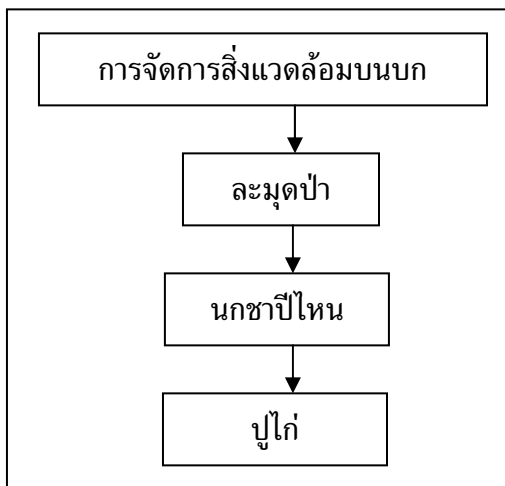 การจัดการสิ่งแวดล้อมบนบก
ละมุดป่า
นกชาปีไหน
ปูไก่